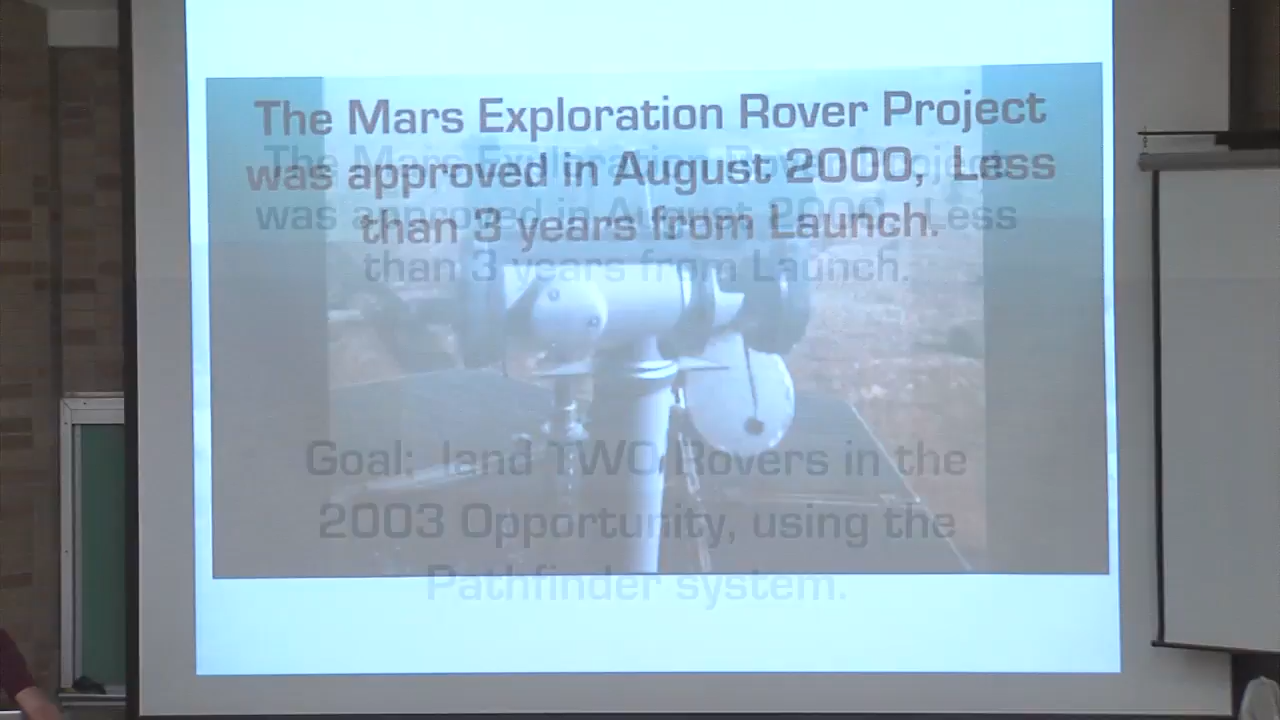 The Mars Exploration Rover Project
was approved in August 2000, Less
than 3 years from Launch.
The Mars Exploration Rover Project
was approved in August 2000, Less
than 3 years from Launch.
Goal: land TWO Rovers in the
2003 Opportunity, using the
Pathfinder system.